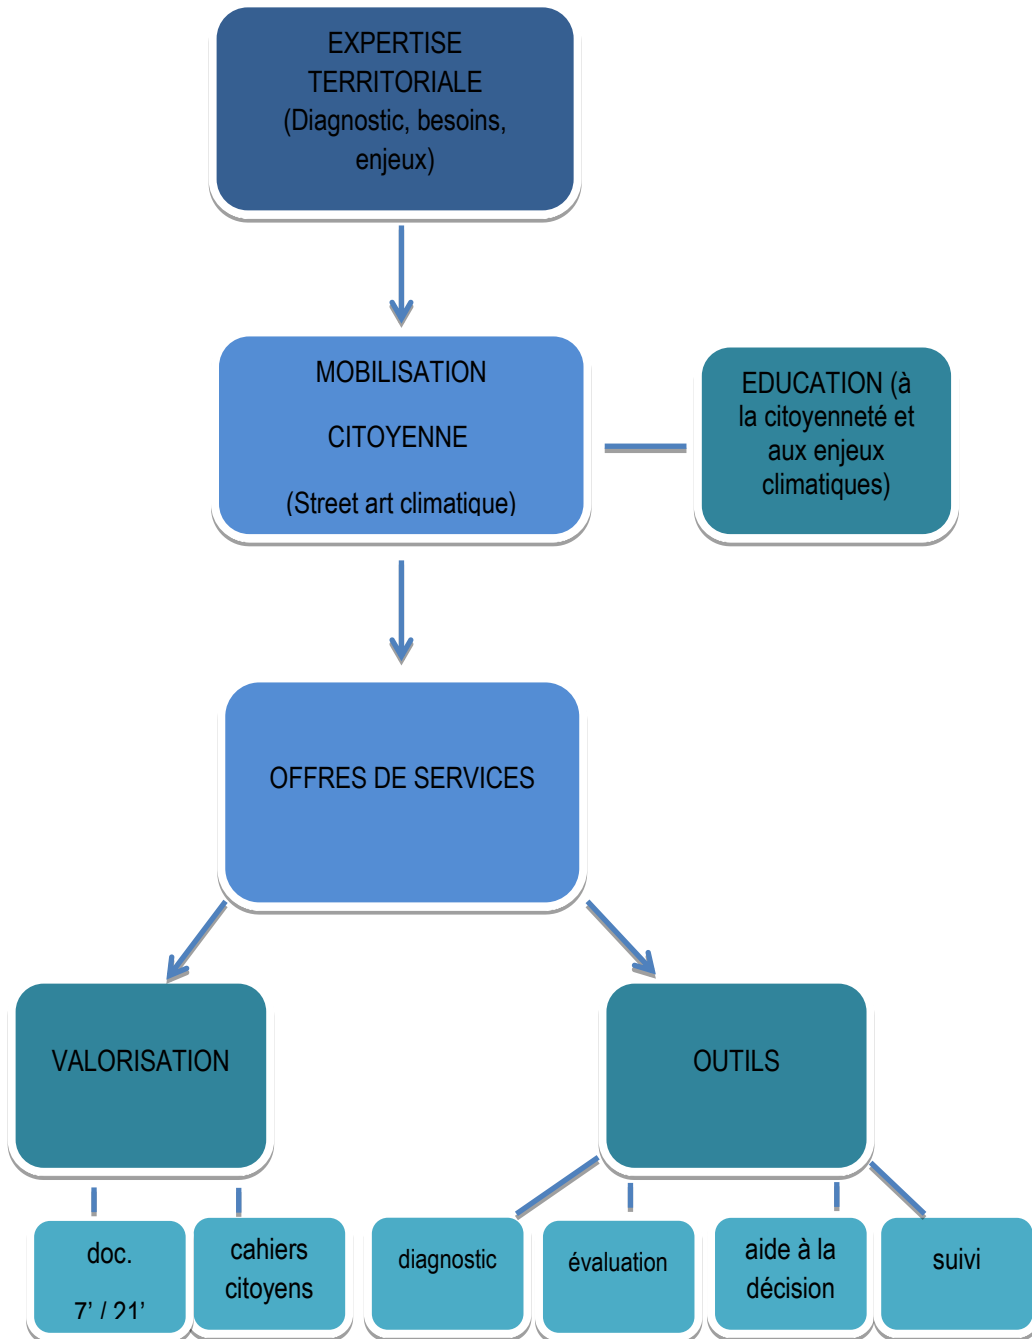 EXPERTISE
TERRITORIALE
(Diagnostic, besoins,
enjeux)
MOBILISATION
CITOYENNE
(Street art climatique)
EDUCATION (à
la citoyenneté et
aux enjeux
climatiques)
OFFRES DE SERVICES
VALORISATION
OUTILS
doc.
7’ / 21’
cahiers
citoyens
diagnostic
évaluation
aide à la
décision
suivi